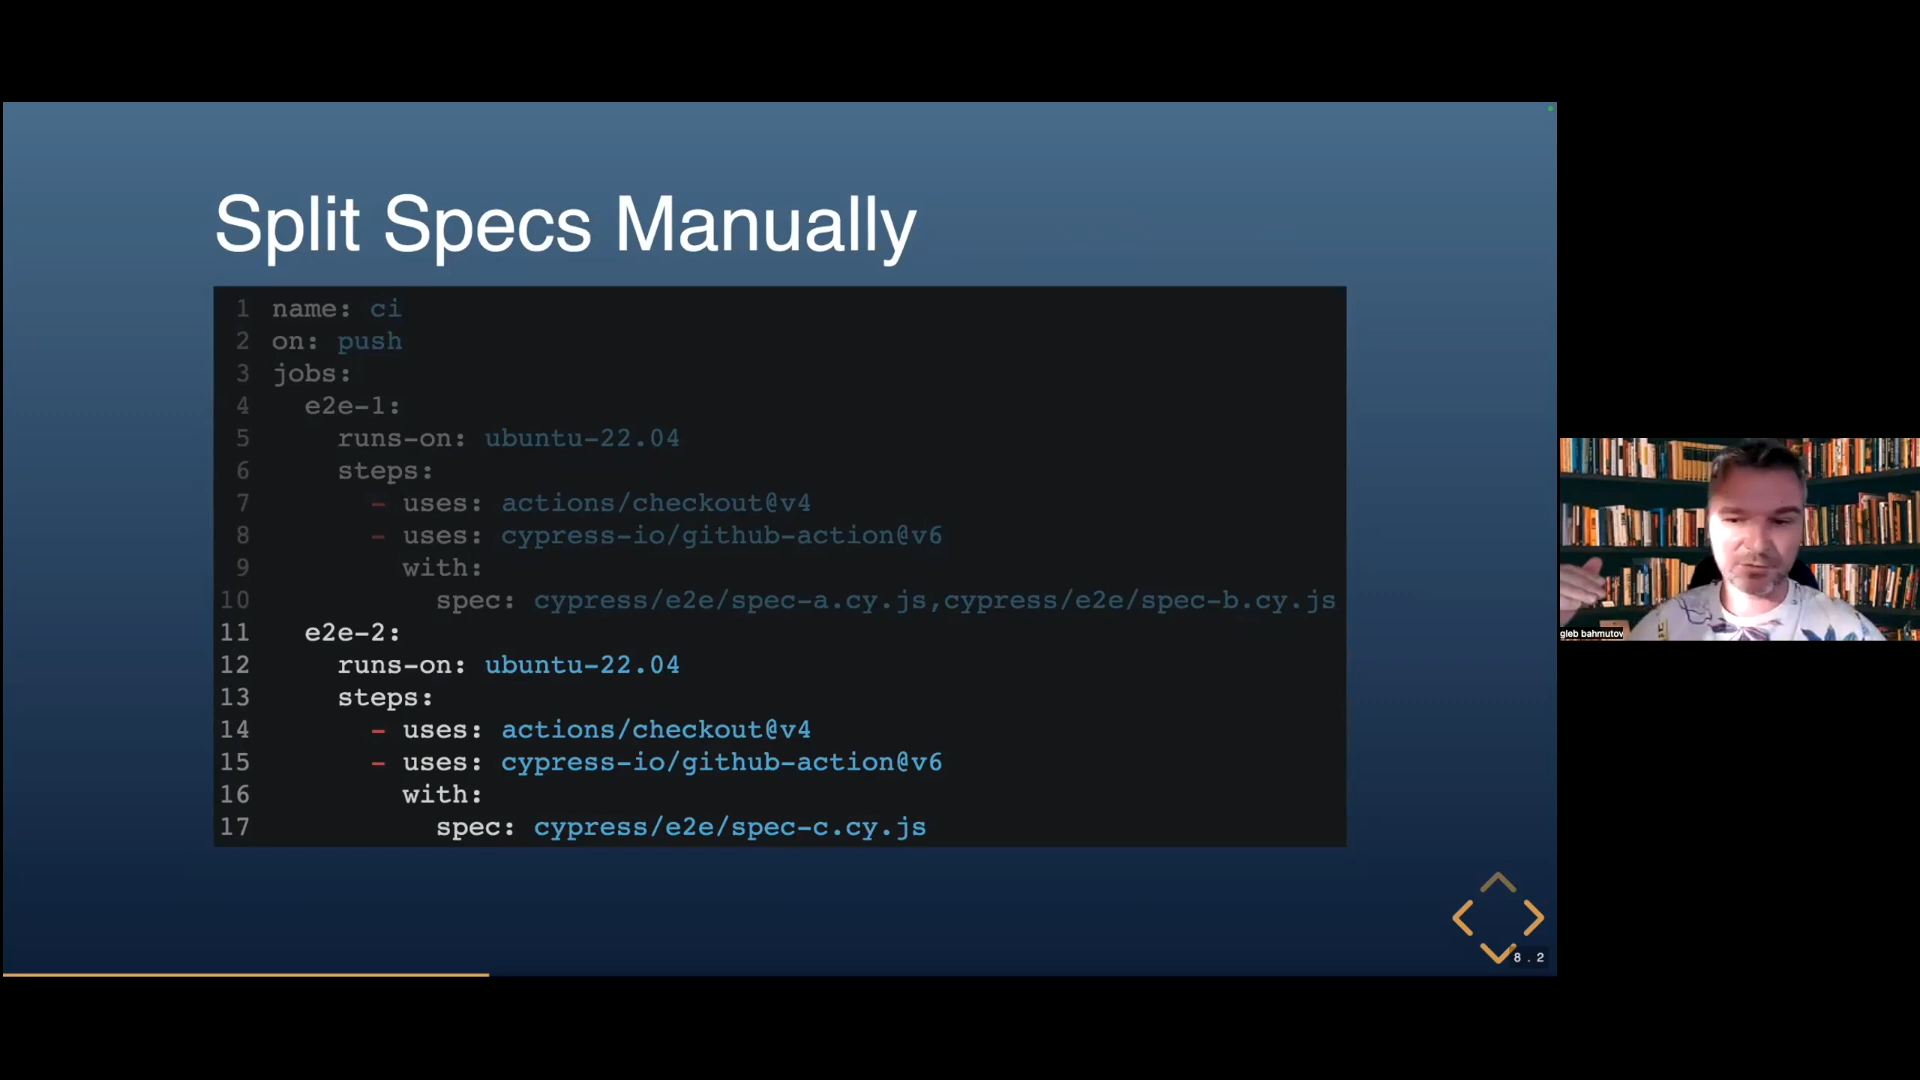 Split Specs Manually
1 name: ci
2 on: push
3 jobs:
4 e2e-1:
5 runs-on: ubuntu-22.04
6 steps:
7 - uses: actions/checkout@v4
8 - uses: cypress-io/github-action@v6
9 with:
10 spec: cypress/e2e/spec-a.cy.js,cypress/e2e/spec-b.cy.js
11 e2e-2:
12 runs-on: ubuntu-22.04
13 steps:
14 - uses: actions/checkout@v4
15 - uses: cypress-io/github-action@v6
16 with:
17 spec: cypress/e2e/spec-c.cy.js
gleb bahmutov
8.2